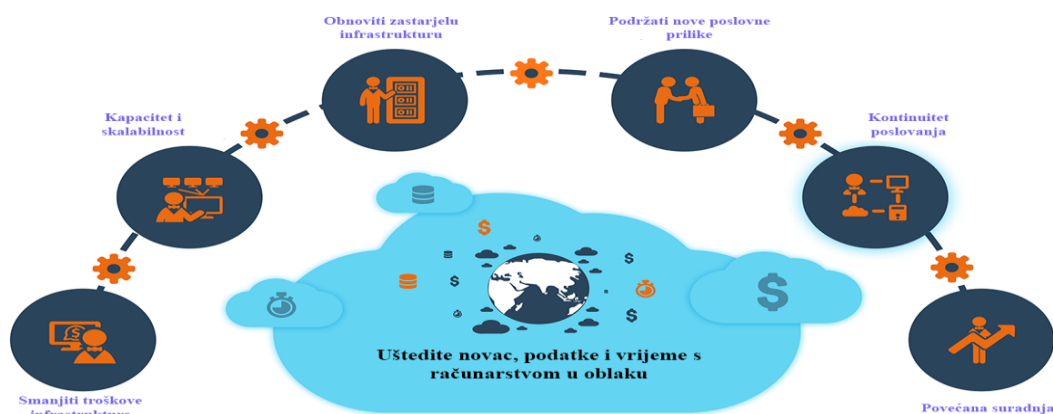 Obnoviti zastarjelu
infrastrukturu
Podržati nove poslovne
prilike
Kapacitet i
skalabilnost
Kontinuitet
poslovanja
Uštedite novac, podatke i vrijeme s
računarstvom u oblaku
Smanjiti troškove
infrastrukture
Povećana suradnja